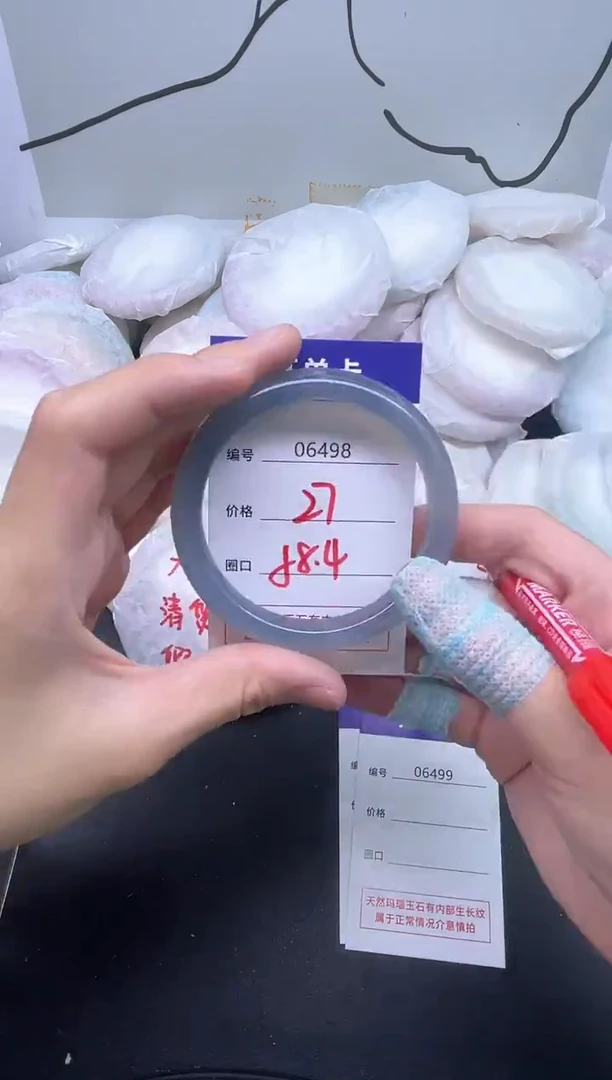 编号 06498
价格 27
圈口 58.4
清
MARKER
编号 06499
价格
圈口
天然玛瑙玉石有内部生长纹
属于正常情况介意慎拍